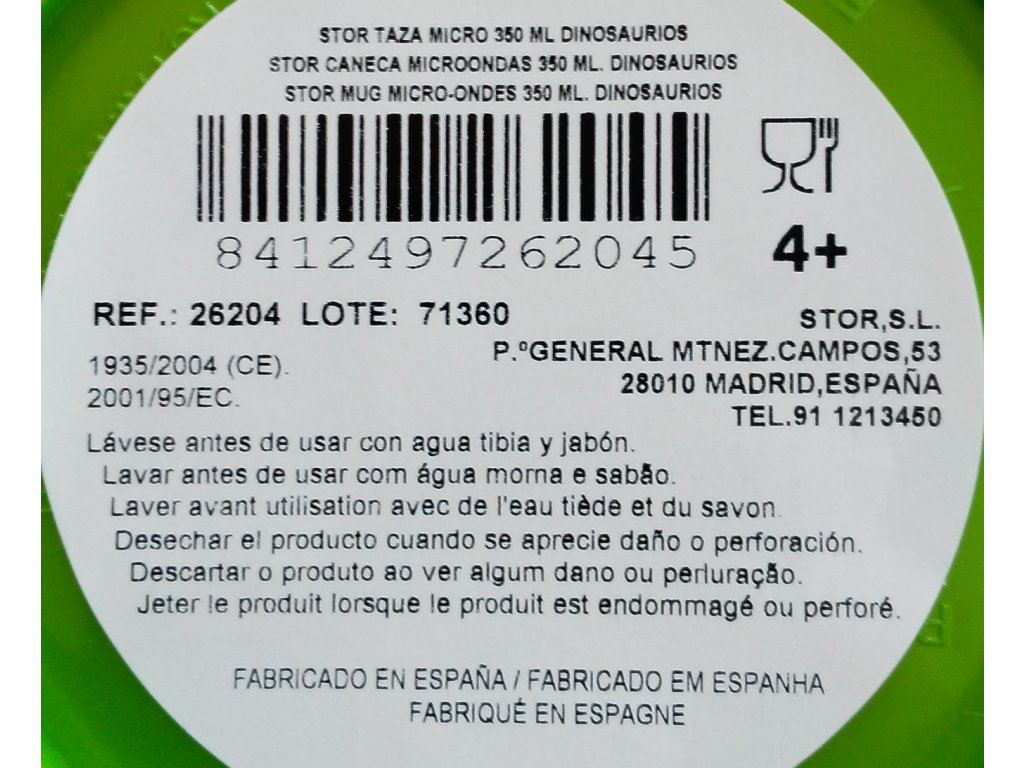 STOR TAZA MICRO 350 ML DINOSAURIOS
STOR CANECA MICROONDAS 350 ML. DINOSAURIOS
STOR MUG MICRO-ONDES 350 ML. DINOSAURIOS
8412497262045
4+
REF.: 26204 LOTE: 71360
STOR,S.L.
P.ºGENERAL MTNEZ.CAMPOS,53
28010 MADRID,ESPAÑA
TEL.91 1213450
1935/2004 (CE).
2001/95/EC.
Lávese antes de usar con agua tibia y jabón.
Lavar antes de usar com água morna e sabão.
Laver avant utilisation avec de l'eau tiède et du savon.
Desechar el producto cuando se aprecie daño o perforación.
Descartar o produto ao ver algum dano ou perluração.
Jeter le produit lorsque le produit est endommagé ou perforé.
FABRICADO EN ESPAÑA / FABRICADO EM ESPANHA
FABRIQUÉ EN ESPAGNE